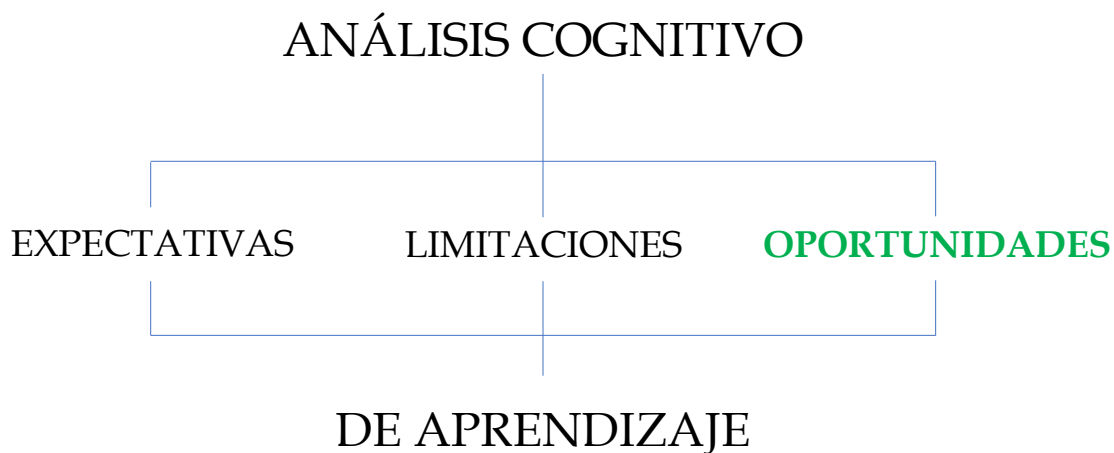 ANÁLISIS COGNITIVO
EXPECTATIVAS LIMITACIONES OPORTUNIDADES
DE APRENDIZAJE